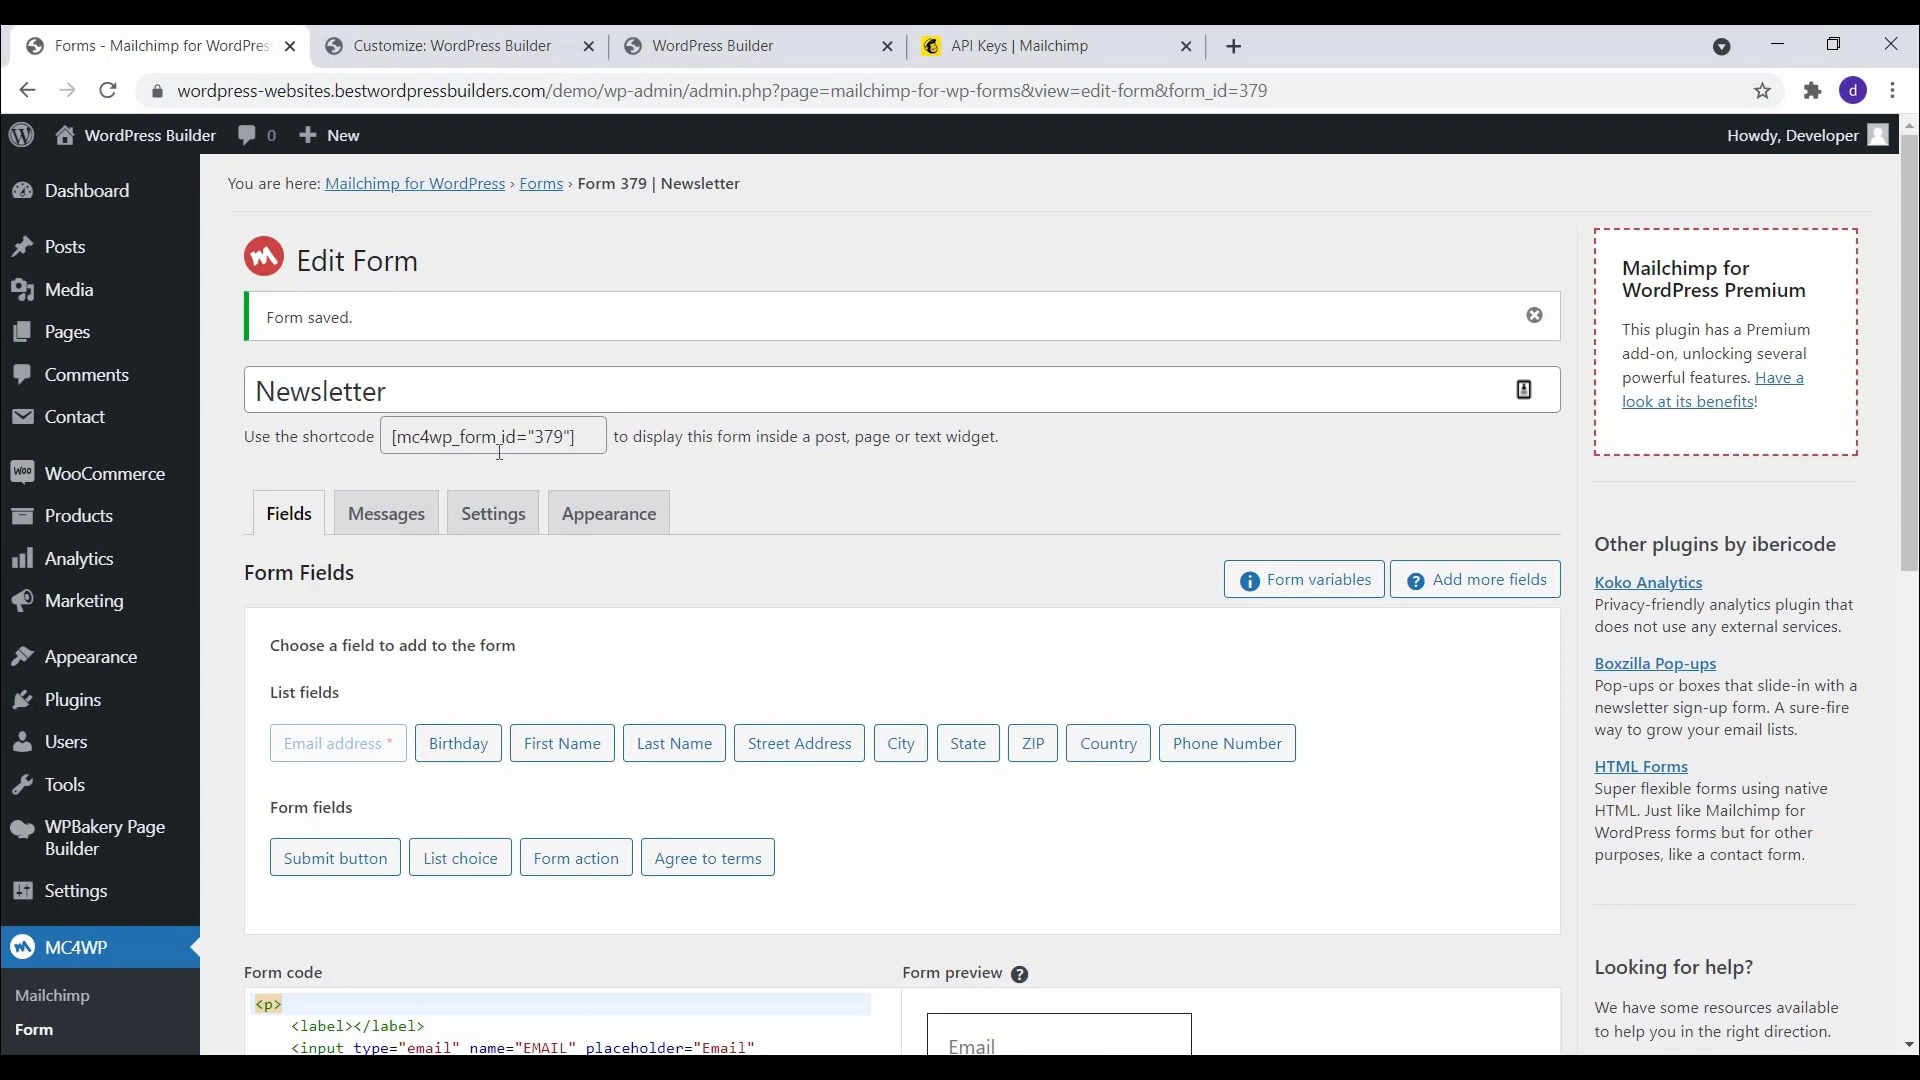 Forms - Mailchimp for WordPres
Customize: WordPress Builder
WordPress Builder
API Keys | Mailchimp
wordpress-websites.bestwordpressbuilders.com/demo/wp-admin/admin.php?page=mailchimp-for-wp-forms&view=edit-form&form_id=379
d
WordPress Builder
0
New
Howdy, Developer
Dashboard
Posts
Media
Pages
Comments
Contact
WooCommerce
Products
Analytics
Marketing
Appearance
Plugins
Users
Tools
WPBakery Page
Builder
Settings
MC4WP
Mailchimp
Form
You are here: Mailchimp for WordPress › Forms › Form 379 | Newsletter
Edit Form
Form saved.
Newsletter
Use the shortcode [mc4wp_form id="379"] to display this form inside a post, page or text widget.
Fields Messages Settings Appearance
Form Fields
Form variables
Add more fields
Choose a field to add to the form
List fields
Email address * Birthday First Name Last Name Street Address City State ZIP Country Phone Number
Form fields
Submit button List choice Form action Agree to terms
Form code
<p>
<label></label>
<input type="email" name="EMAIL" placeholder="Email"
Form preview ?
Email
Mailchimp for
WordPress Premium
This plugin has a Premium
add-on, unlocking several
powerful features. Have a
look at its benefits!
Other plugins by ibericode
Koko Analytics
Privacy-friendly analytics plugin that
does not use any external services.
Boxzilla Pop-ups
Pop-ups or boxes that slide-in with a
newsletter sign-up form. A sure-fire
way to grow your email lists.
HTML Forms
Super flexible forms using native
HTML. Just like Mailchimp for
WordPress forms but for other
purposes, like a contact form.
Looking for help?
We have some resources available
to help you in the right direction.